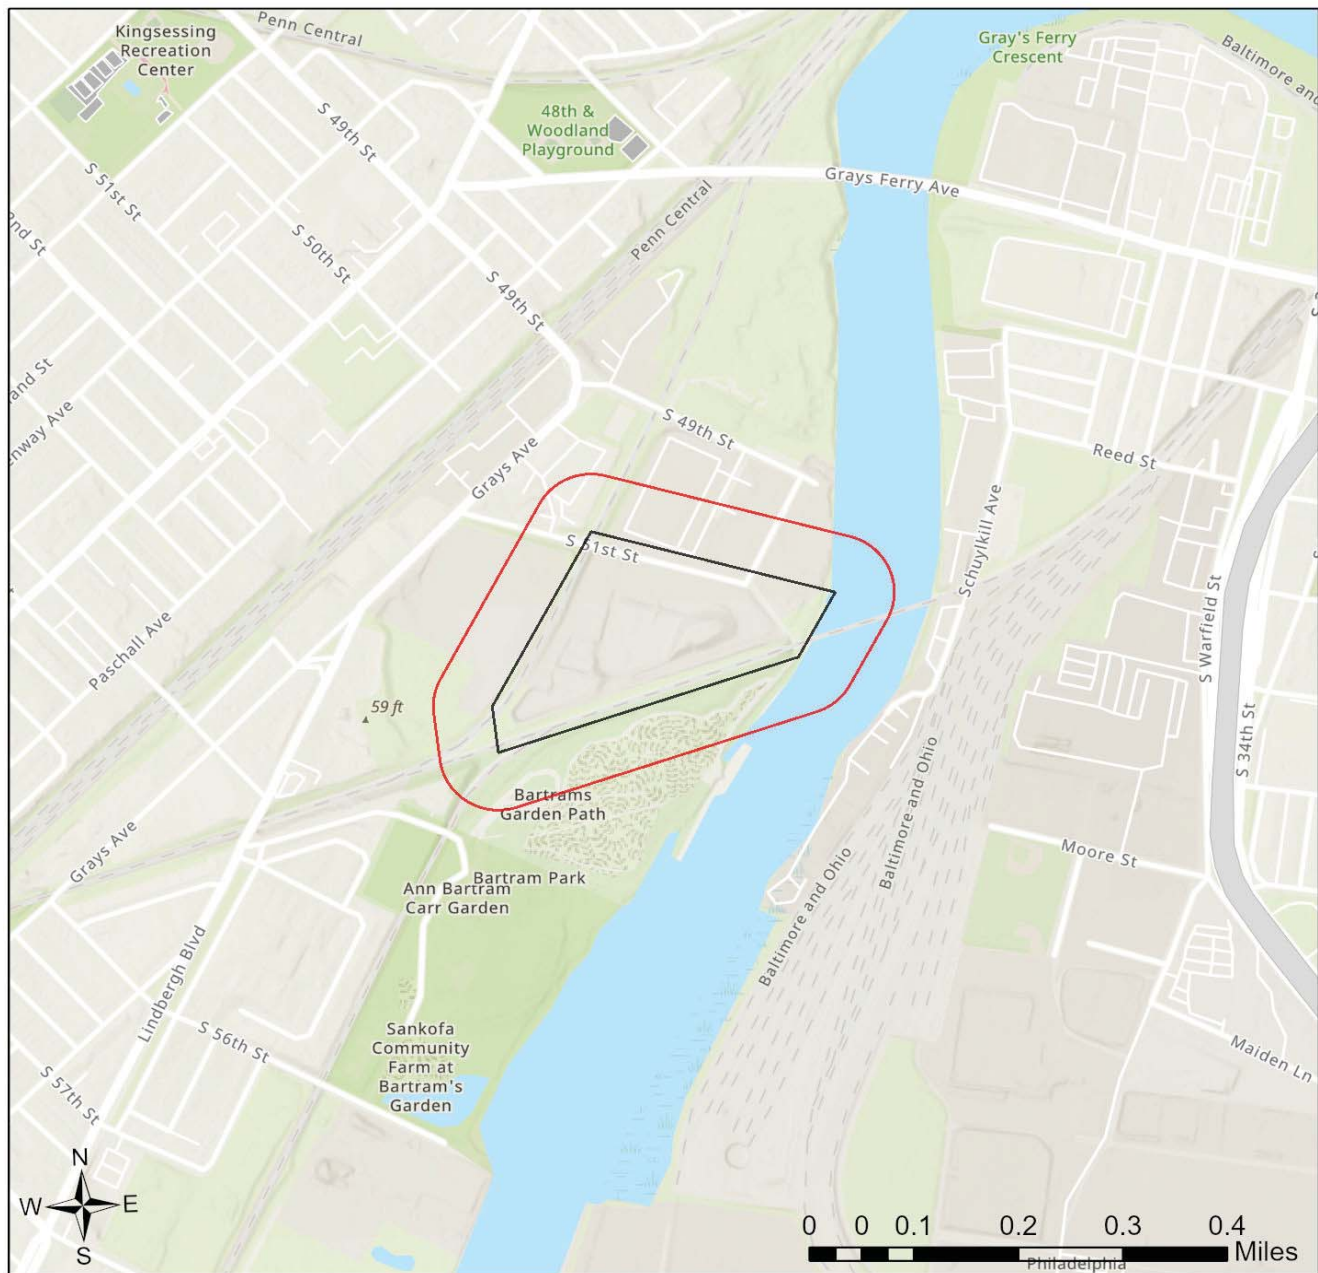 Kingsessing
Recreation
Center
Penn Central
Gray's Ferry
Crescent
Baltimore and
48th &
Woodland
Playground
S 49th St
S 51st St
Grays Ferry Ave
Penn Central
2nd St
S 50th St
S 49th St
land St
enway Ave
S 49th St
Reed St
Grays Ave
S 51st St
Schuylkill Ave
S Warfield St
Paschall Ave
59 ft
S 34th St
Bartrams
Garden Path
Baltimore and Ohio
Grays Ave
Moore St
Bartram Park
Ann Bartram
Carr Garden
Baltimore and Ohio
Lindbergh Blvd
S 56th St
Sankofa
Community
Farm at
Bartram's
Garden
Maiden Ln
S 57th St
N
W E
S
0 0 0.1 0.2 0.3 0.4
Miles
Philadelphia